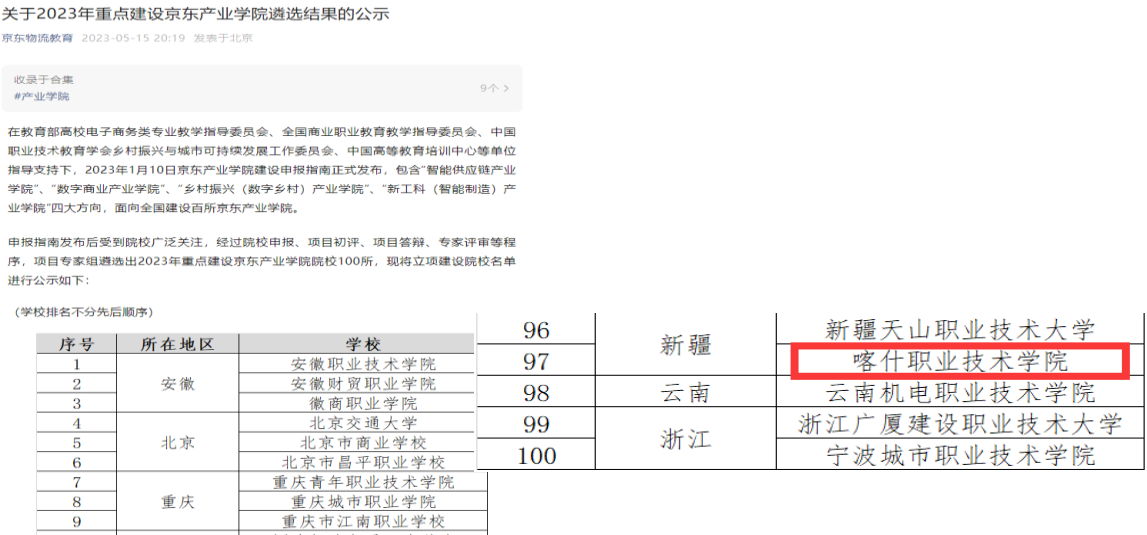 关于2023年重点建设京东产业学院遴选结果的公示
京东物流教育 2023-05-15 20:19 发表于北京
收录于合集
#产业学院
9个 >
在教育部高校电子商务类专业教学指导委员会、全国商业职业教育教学指导委员会、中国
职业技术教育学会乡村振兴与城市可持续发展工作委员会、中国高等教育培训中心等单位
指导支持下，2023年1月10日京东产业学院建设申报指南正式发布，包含“智能供应链产业
学院”、“数字商业产业学院”、“乡村振兴（数字乡村）产业学院”、“新工科（智能制造）产
业学院”四大方向，面向全国建设百所京东产业学院。
申报指南发布后受到院校广泛关注，经过院校申报、项目初评、项目答辩、专家评审等程
序，项目专家组遴选出2023年重点建设京东产业学院院校100所，现将立项建设院校名单
进行公示如下：
（学校排名不分先后顺序）
序号 所在地区 学校
1 安徽职业技术学院
2 安徽 安徽财贸职业学院
3 徽商职业学院
4 北京交通大学
5 北京 北京市商业学校
6 北京市昌平职业学校
7 重庆青年职业技术学院
8 重庆 重庆城市职业学院
9 重庆市江南职业学校
96 新疆 新疆天山职业技术大学
97 喀什职业技术学院
98 云南 云南机电职业技术学院
99 浙江 浙江广厦建设职业技术大学
100 宁波城市职业技术学院